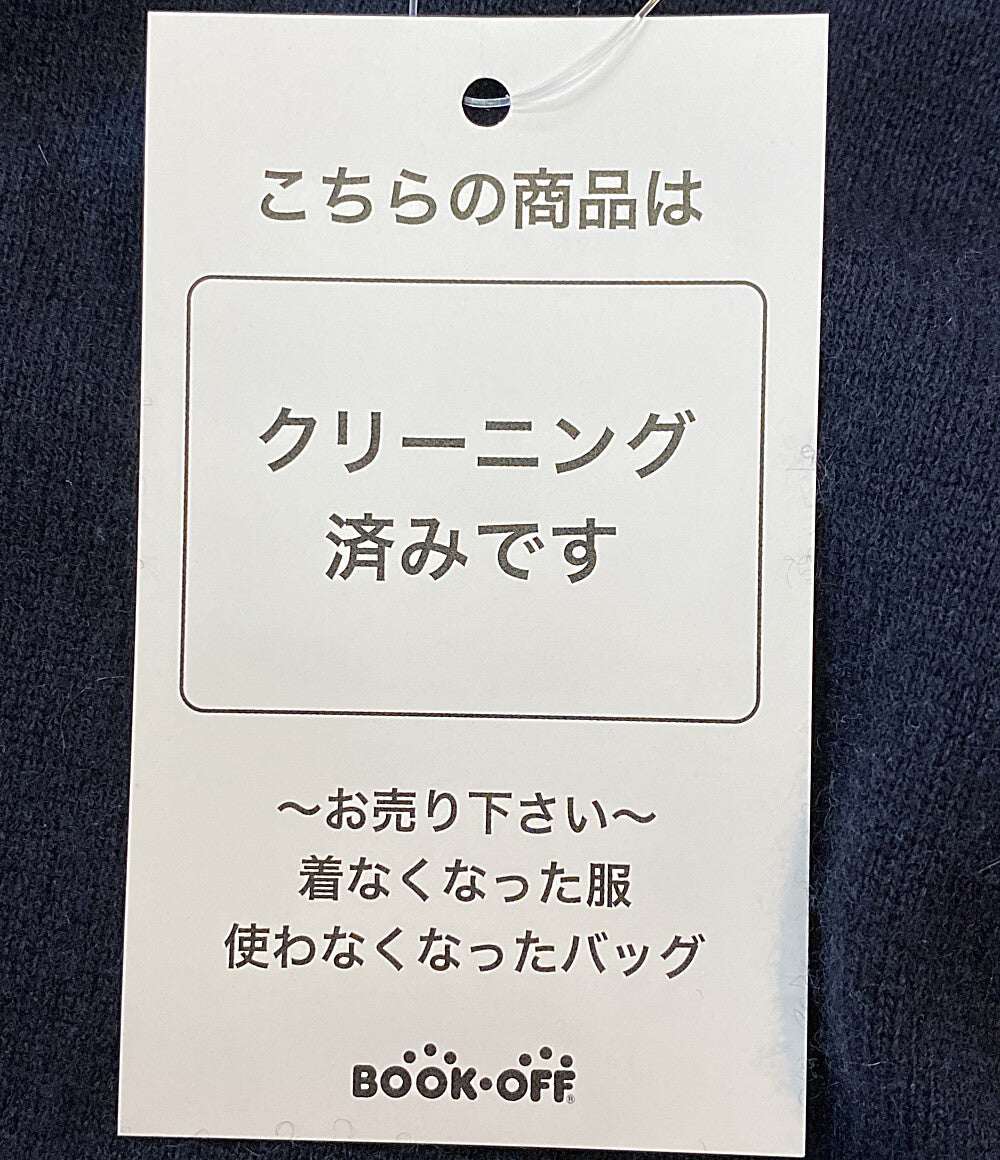 こちらの商品は
クリーニング
済みです
〜お売り下さい〜
着なくなった服
使わなくなったバッグ
BOOK・OFF®